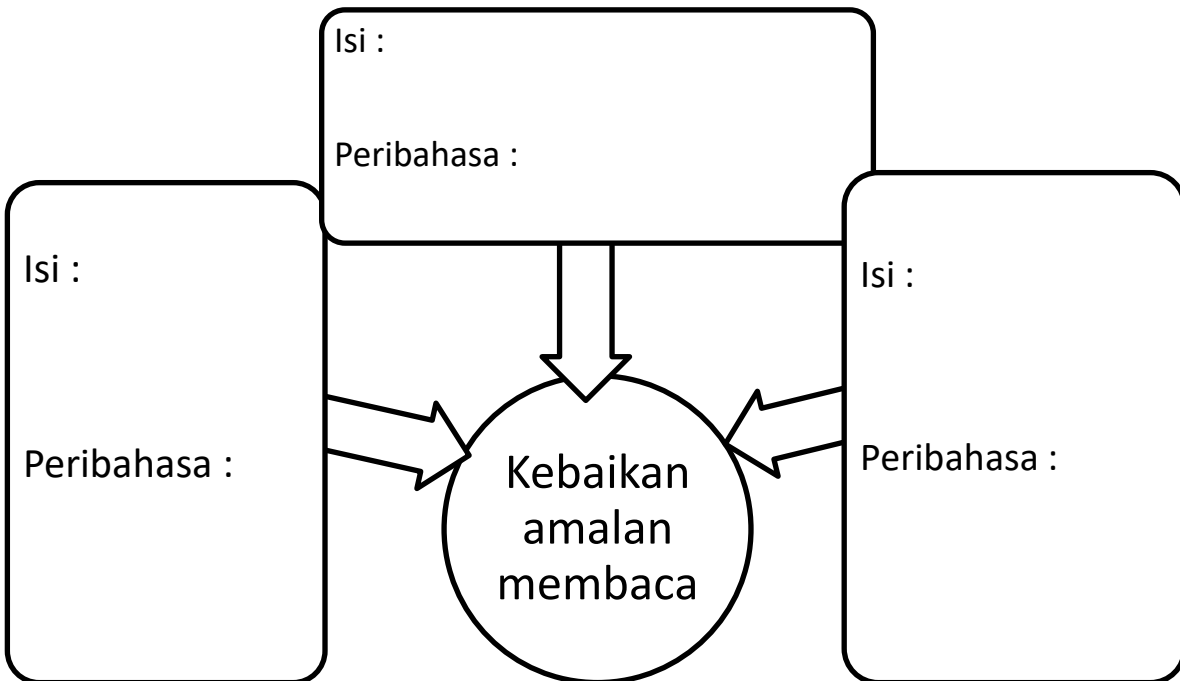 Isi :
Peribahasa :
Isi :
Peribahasa :
Isi :
Peribahasa :
Kebaikan
amalan
membaca